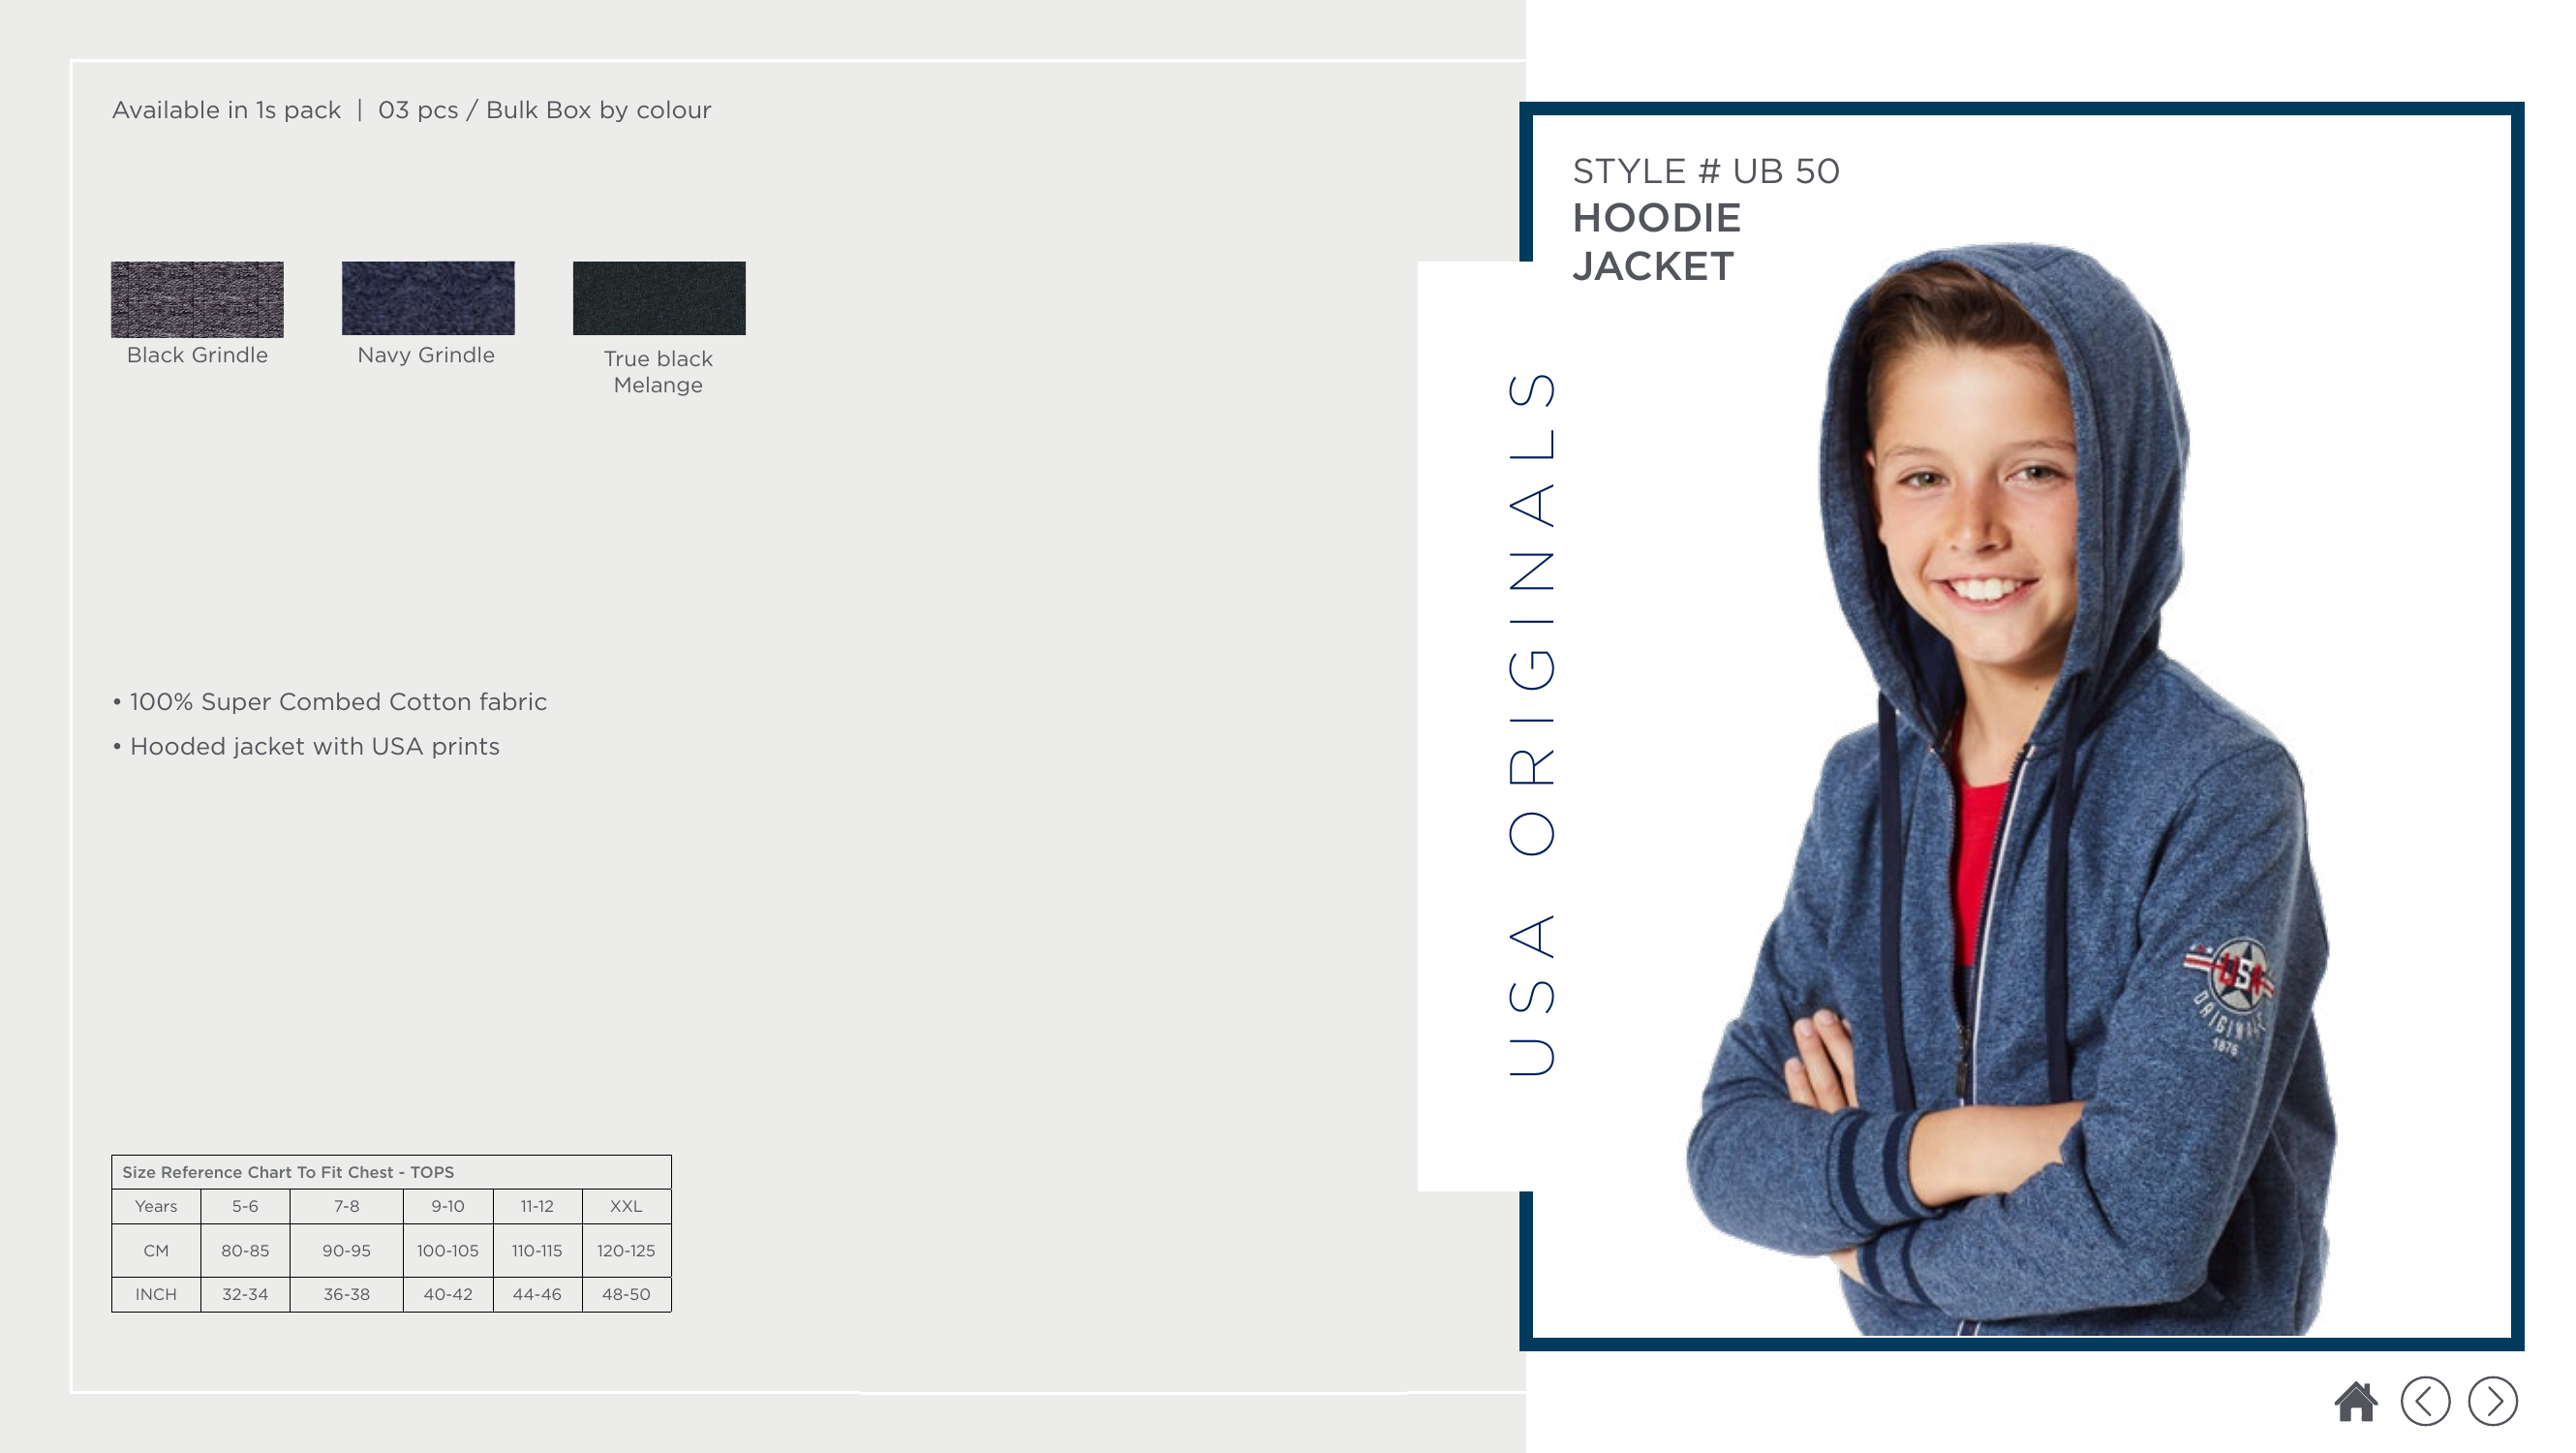 Available in 1s pack | 03 pcs / Bulk Box by colour
Black Grindle
Navy Grindle
True black
Melange
• 100% Super Combed Cotton fabric
• Hooded jacket with USA prints
Size Reference Chart To Fit Chest - TOPS
Years 5-6 7-8 9-10 11-12 XXL
CM 80-85 90-95 100-105 110-115 120-125
INCH 32-34 36-38 40-42 44-46 48-50
USA ORIGINALS
STYLE # UB 50
HOODIE
JACKET
USA
ORIGINALS
1876